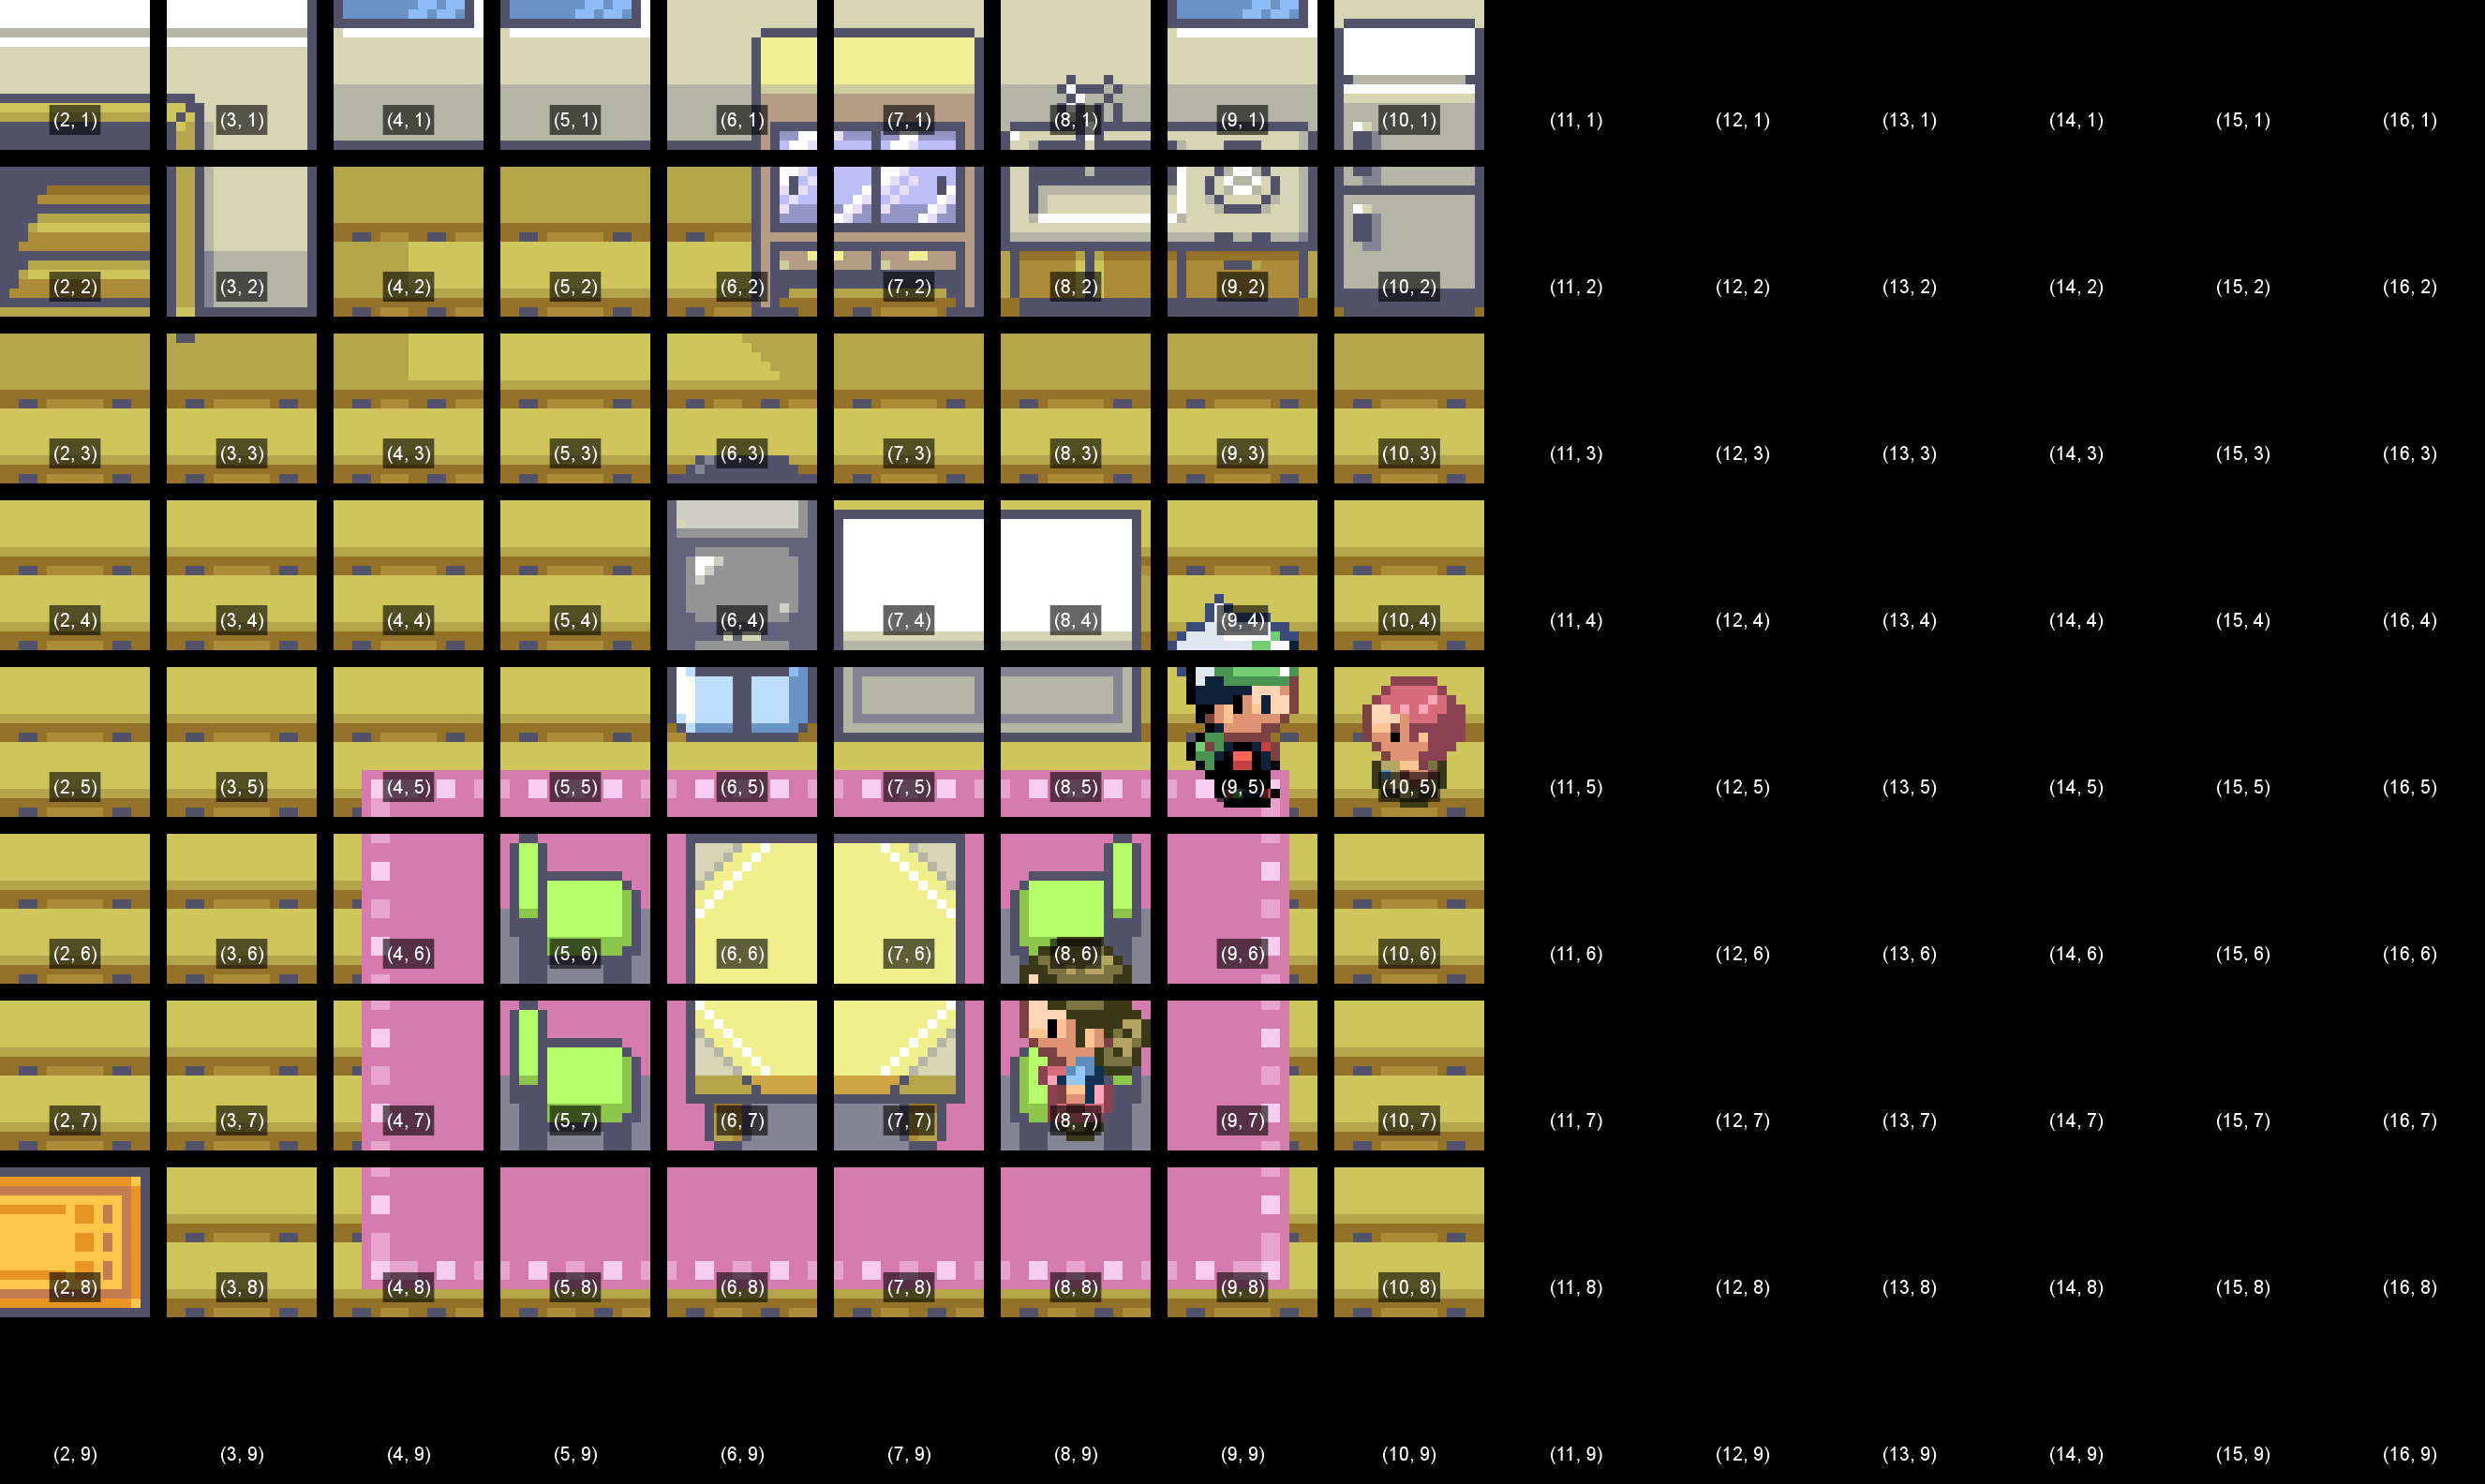 (2, 1) (3, 1) (4, 1) (5, 1) (6, 1) (7, 1) (8, 1) (9, 1) (10, 1) (11, 1) (12, 1) (13, 1) (14, 1) (15, 1) (16, 1)
(2, 2) (3, 2) (4, 2) (5, 2) (6, 2) (7, 2) (8, 2) (9, 2) (10, 2) (11, 2) (12, 2) (13, 2) (14, 2) (15, 2) (16, 2)
(2, 3) (3, 3) (4, 3) (5, 3) (6, 3) (7, 3) (8, 3) (9, 3) (10, 3) (11, 3) (12, 3) (13, 3) (14, 3) (15, 3) (16, 3)
(2, 4) (3, 4) (4, 4) (5, 4) (6, 4) (7, 4) (8, 4) (9, 4) (10, 4) (11, 4) (12, 4) (13, 4) (14, 4) (15, 4) (16, 4)
(2, 5) (3, 5) (4, 5) (5, 5) (6, 5) (7, 5) (8, 5) (9, 5) (10, 5) (11, 5) (12, 5) (13, 5) (14, 5) (15, 5) (16, 5)
(2, 6) (3, 6) (4, 6) (5, 6) (6, 6) (7, 6) (8, 6) (9, 6) (10, 6) (11, 6) (12, 6) (13, 6) (14, 6) (15, 6) (16, 6)
(2, 7) (3, 7) (4, 7) (5, 7) (6, 7) (7, 7) (8, 7) (9, 7) (10, 7) (11, 7) (12, 7) (13, 7) (14, 7) (15, 7) (16, 7)
(2, 8) (3, 8) (4, 8) (5, 8) (6, 8) (7, 8) (8, 8) (9, 8) (10, 8) (11, 8) (12, 8) (13, 8) (14, 8) (15, 8) (16, 8)
(2, 9) (3, 9) (4, 9) (5, 9) (6, 9) (7, 9) (8, 9) (9, 9) (10, 9) (11, 9) (12, 9) (13, 9) (14, 9) (15, 9) (16, 9)